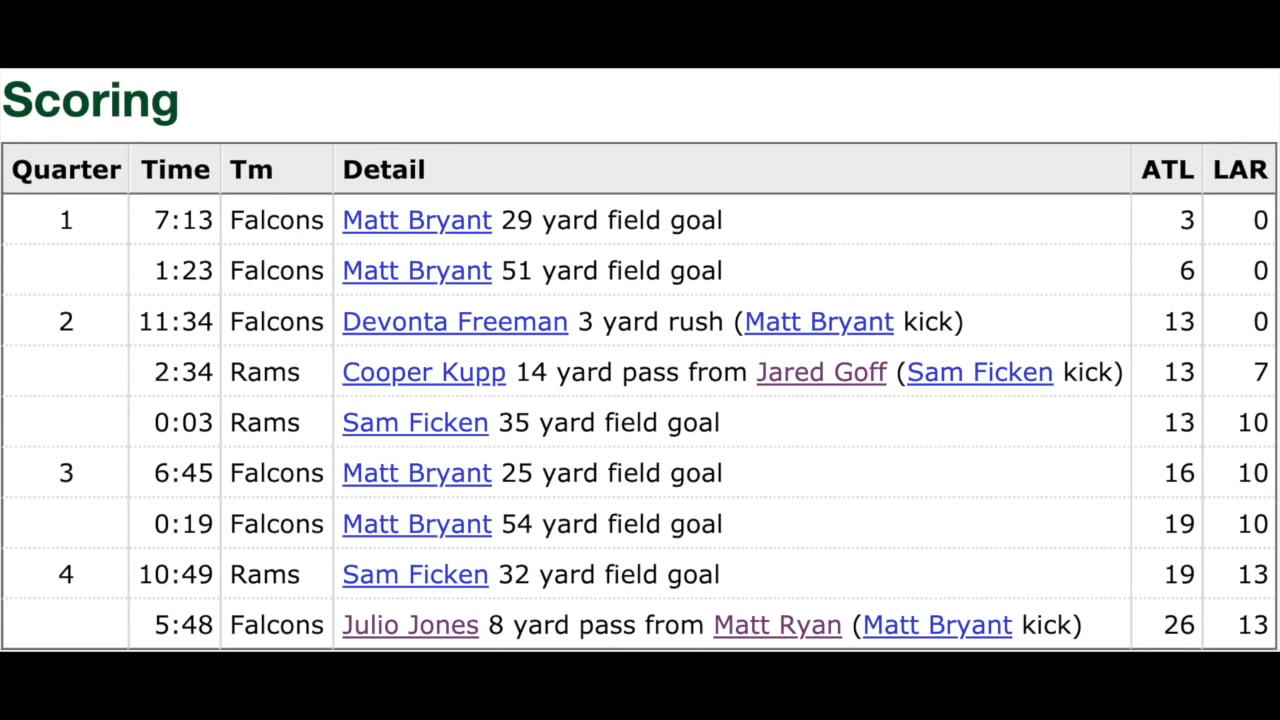 Scoring
Quarter Time Tm Detail ATL LAR
1 7:13 Falcons Matt Bryant 29 yard field goal 3 0
1:23 Falcons Matt Bryant 51 yard field goal 6 0
2 11:34 Falcons Devonta Freeman 3 yard rush (Matt Bryant kick) 13 0
2:34 Rams Cooper Kupp 14 yard pass from Jared Goff (Sam Ficken kick) 13 7
0:03 Rams Sam Ficken 35 yard field goal 13 10
3 6:45 Falcons Matt Bryant 25 yard field goal 16 10
0:19 Falcons Matt Bryant 54 yard field goal 19 10
4 10:49 Rams Sam Ficken 32 yard field goal 19 13
5:48 Falcons Julio Jones 8 yard pass from Matt Ryan (Matt Bryant kick) 26 13